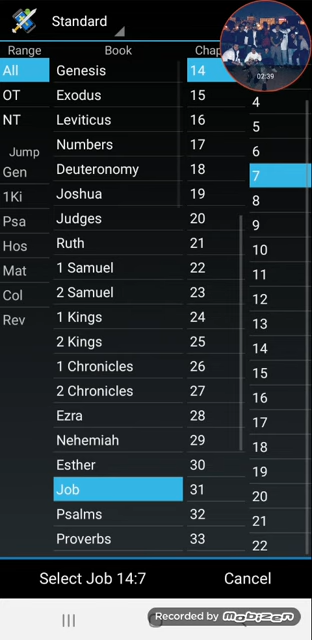 Standard
Range Book Chap
All Genesis 14
OT Exodus 15 4
NT Leviticus 16 5
Numbers 17 6
Jump
Gen Deuteronomy 18 7
1Ki Joshua 19 8
Psa Judges 20 9
Hos Ruth 21 10
Mat 1 Samuel 22 11
Col 2 Samuel 23 12
Rev 1 Kings 24 13
2 Kings 25 14
1 Chronicles 26 15
2 Chronicles 27 16
Ezra 28 17
Nehemiah 29 18
Esther 30 19
Job 31 20
Psalms 32 21
Proverbs 33 22
02:39
Select Job 14:7 Cancel
Recorded by Mobizen